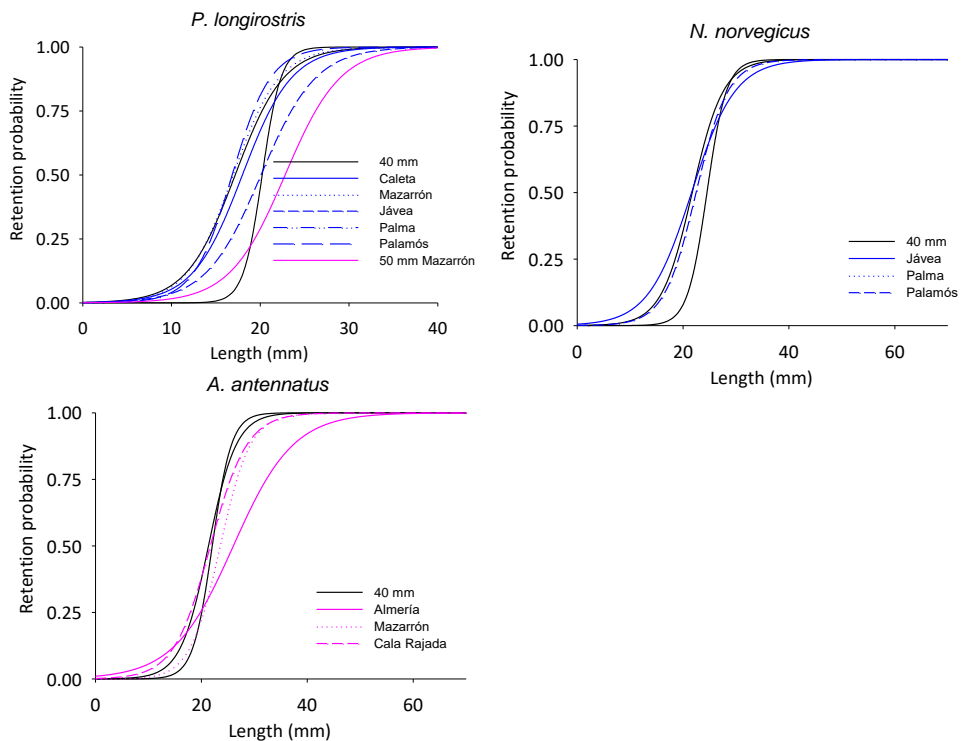 P. longirostris
1.00
0.75
0.50
0.25
0.00
Retention probability
40 mm
Caleta
Mazarrón
Jávea
Palma
Palamós
50 mm Mazarrón
0 10 20 30 40
Length (mm)
N. norvegicus
1.00
0.75
0.50
0.25
0.00
Retention probability
40 mm
Jávea
Palma
Palamós
0 20 40 60
Length (mm)
A. antennatus
1.00
0.75
0.50
0.25
0.00
Retention probability
40 mm
Almería
Mazarrón
Cala Rajada
0 20 40 60
Length (mm)